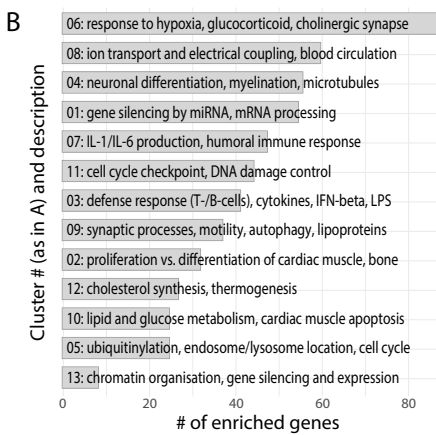 B
Cluster # (as in A) and description
06: response to hypoxia, glucocorticoid, cholinergic synapse
08: ion transport and electrical coupling, blood circulation
04: neuronal differentiation, myelination, microtubules
01: gene silencing by miRNA, mRNA processing
07: IL-1/IL-6 production, humoral immune response
11: cell cycle checkpoint, DNA damage control
03: defense response (T-/B-cells), cytokines, IFN-beta, LPS
09: synaptic processes, motility, autophagy, lipoproteins
02: proliferation vs. differentiation of cardiac muscle, bone
12: cholesterol synthesis, thermogenesis
10: lipid and glucose metabolism, cardiac muscle apoptosis
05: ubiquitinylation, endosome/lysosome location, cell cycle
13: chromatin organisation, gene silencing and expression
0 20 40 60 80
# of enriched genes